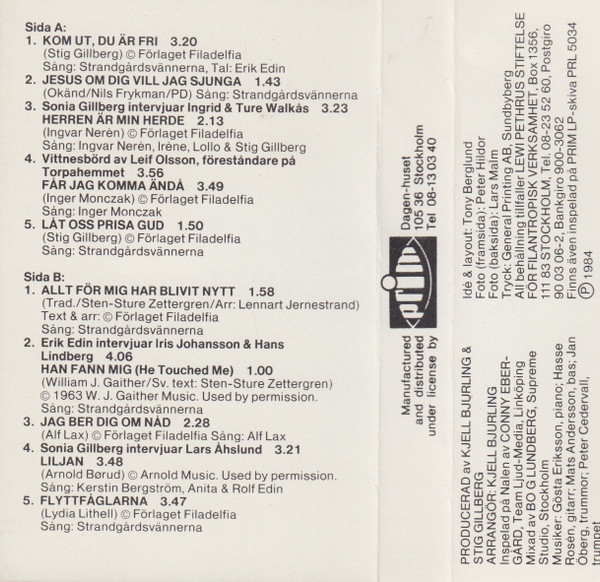 Sida A:
1. KOM UT, DU ÄR FRI 3.20
(Stig Gillberg) © Förlaget Filadelfia
Sång: Strandgårdsvännerna, Tal: Erik Edin
2. JESUS OM DIG VILL JAG SJUNGA 1.43
(Okänd/Nils Frykman/PD) Sång: Strandgårdsvännerna
3. Sonia Gillberg intervjuar Ingrid & Ture Walkås 3.23
HERREN ÄR MIN HERDE 2.13
(Ingvar Nerén) © Förlaget Filadelfia
Sång: Ingvar Nerén, Iréne, Lollo & Stig Gillberg
4. Vittnesbörd av Leif Olsson, föreståndare på
Torpahemmet 3.56
FÅR JAG KOMMA ÄNDÅ 3.49
(Inger Monczak) © Förlaget Filadelfia
Sång: Inger Monczak
5. LÅT OSS PRISA GUD 1.50
(Stig Gillberg) © Förlaget Filadelfia
Sång: Strandgårdsvännerna
Sida B:
1. ALLT FÖR MIG HAR BLIVIT NYTT 1.58
(Trad./Sten-Sture Zettergren/Arr: Lennart Jernestrand)
Text & arr: © Förlaget Filadelfia
Sång: Strandgårdsvännerna
2. Erik Edin intervjuar Iris Johansson & Hans
Lindberg 4.06
HAN FANN MIG (He Touched Me) 1.00
(William J. Gaither/Sv. text: Sten-Sture Zettergren)
© 1963 W. J. Gaither Music. Used by permission.
Sång: Strandgårdsvännerna
3. JAG BER DIG OM NÅD 2.28
(Alf Lax) © Förlaget Filadelfia Sång: Alf Lax
4. Sonia Gillberg intervjuar Lars Åhslund 3.21
LILJAN 3.48
(Arnold Børud) © Arnold Music. Used by permission.
Sång: Kerstin Bergström, Anita & Rolf Edin
5. FLYTTFÅGLARNA 3.47
(Lydia Lithell) © Förlaget Filadelfia
Sång: Strandgårdsvännerna
Manufactured
and distributed
under license by
prim
Dagen-huset
105 36 Stockholm
Tel 08-13 03 40
PRODUCERAD av KJELL BJURLING &
STIG GILLBERG
ARRANGÖR: KJELL BJURLING
Inspelad på Nalen av CONNY EBER-
GÅRD, Team Ljud-Media, Linköping
Mixad av BO G LUNDBERG, Supreme
Studio, Stockholm
Musiker: Gösta Eriksson, piano; Hasse
Rosén, gitarr; Mats Andersson, bas; Jan
Öberg, trummor; Peter Cedervall,
trumpet
Idé & layout: Tony Berglund
Foto (framsida): Peter Hildor
Foto (baksida): Lars Malm
Tryck: General Printing AB, Sundbyberg
All behållning tillfaller LEWI PETHRUS STIFTELSE
FÖR FILANTROPISK VERKSAMHET, Box 1356,
111 83 STOCKHOLM, Tel. 08-23 52 60, Postgiro
90 03 06-2, Bankgiro 900-3062
Finns även inspelad på PRIM LP-skiva PRL 5034
℗ 1984